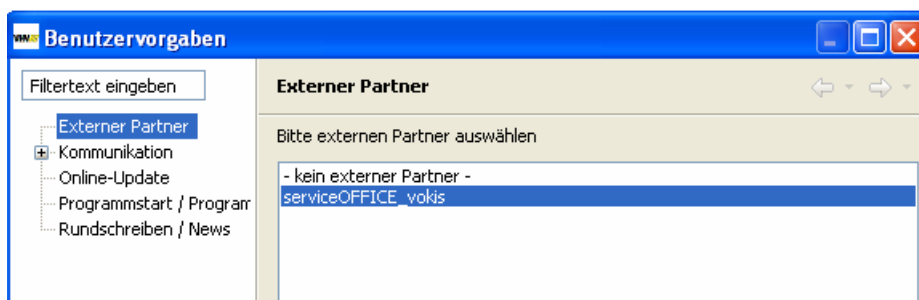 Benutzervorgaben
Filtertext eingeben
Externer Partner
Kommunikation
Online-Update
Programmstart / Program
Rundschreiben / News
Externer Partner
Bitte externen Partner auswählen
- kein externer Partner -
serviceOFFICE_vokis